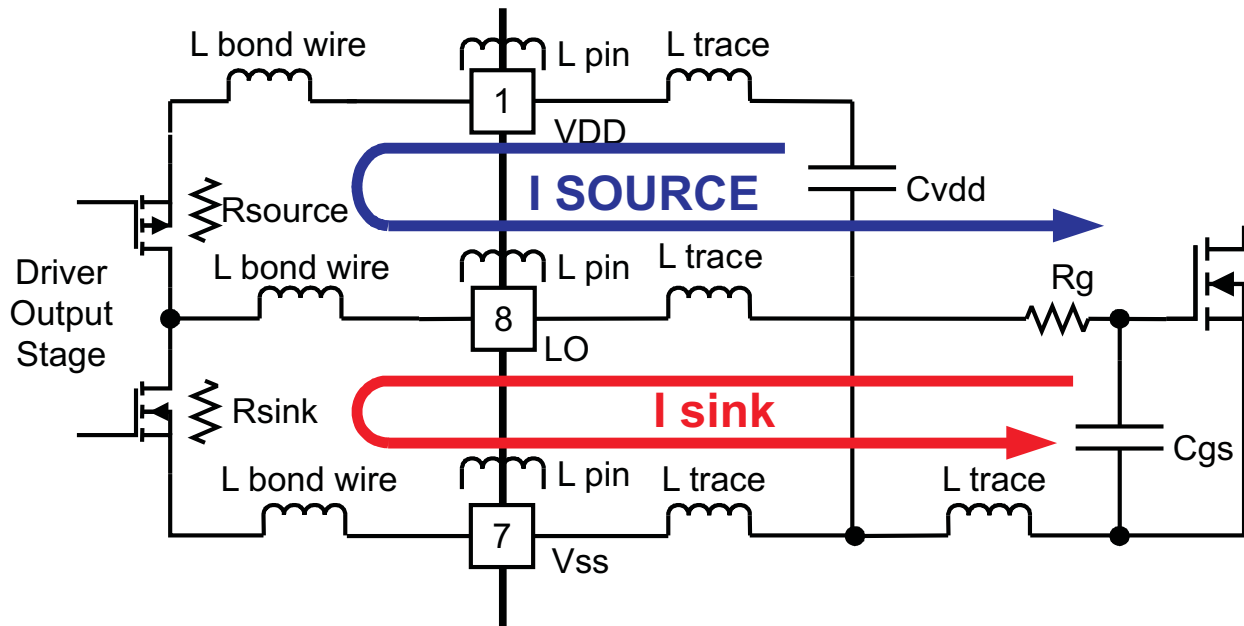 L bond wire
L pin
L trace
1
VDD
I SOURCE
Cvdd
Rsource
L bond wire
L pin
L trace
Rg
Driver
Output
Stage
8
LO
Rsink
I sink
Cgs
L bond wire
L pin
L trace
L trace
7
Vss